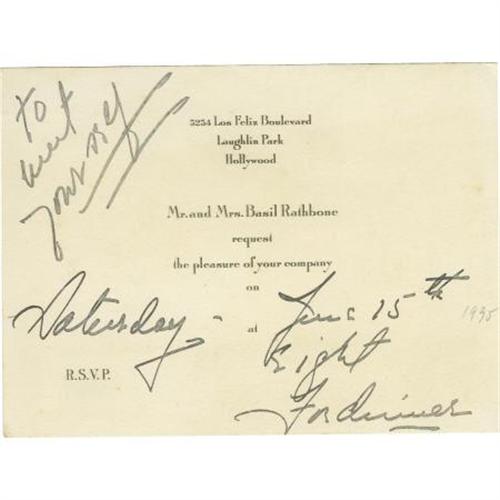 To
meet
yourself
5254 Los Feliz Boulevard
Laughlin Park
Hollywood
Mr. and Mrs. Basil Rathbone
request
the pleasure of your company
on
Saturday - June 15th
1935
at Eight
R.S.V.P.
For dinner